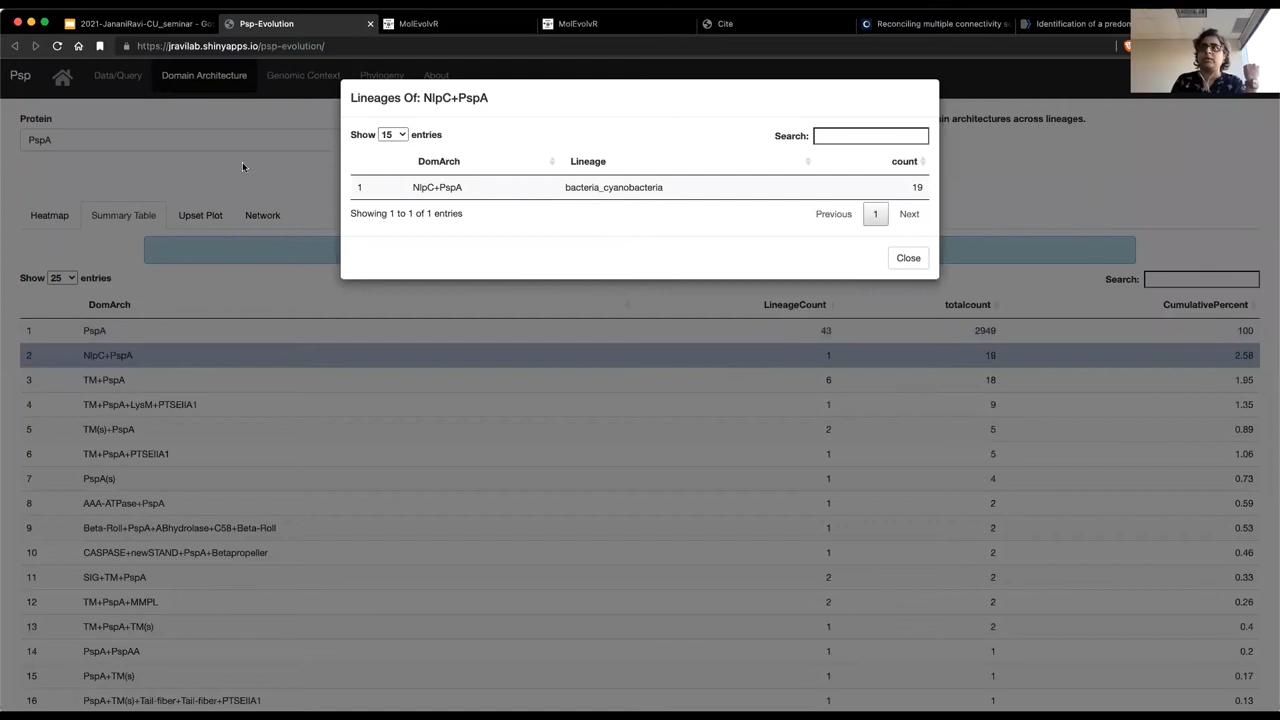 2021-JananiRavi-CU_seminar - Go
Psp-Evolution
MolEvolvR
MolEvolvR
Cite
Reconciling multiple connectivity s
Identification of a predom
https://jravilab.shinyapps.io/psp-evolution/
Psp
Data/Query
Domain Architecture
Genomic Context
Phylogeny
About
Lineages Of: NlpC+PspA
Protein
n architectures across lineages.
PspA
Show 15 entries
Search:
DomArch Lineage count
1 NlpC+PspA bacteria_cyanobacteria 19
Showing 1 to 1 of 1 entries
Previous 1 Next
Close
Heatmap
Summary Table
Upset Plot
Network
Show 25 entries
Search:
DomArch LineageCount totalcount CumulativePercent
1 PspA 43 2949 100
2 NlpC+PspA 1 19 2.58
3 TM+PspA 6 18 1.95
4 TM+PspA+LysM+PTSEIIA1 1 9 1.35
5 TM(s)+PspA 2 5 0.89
6 TM+PspA+PTSEIIA1 1 5 1.06
7 PspA(s) 1 4 0.73
8 AAA-ATPase+PspA 1 2 0.59
9 Beta-Roll+PspA+ABhydrolase+C58+Beta-Roll 1 2 0.53
10 CASPASE+newSTAND+PspA+Betapropeller 1 2 0.46
11 SIG+TM+PspA 2 2 0.33
12 TM+PspA+MMPL 2 2 0.26
13 TM+PspA+TM(s) 1 2 0.4
14 PspA+PspAA 1 1 0.2
15 PspA+TM(s) 1 1 0.17
16 PspA+TM(s)+Tail-fiber+Tail-fiber+PTSEIIA1 1 1 0.13